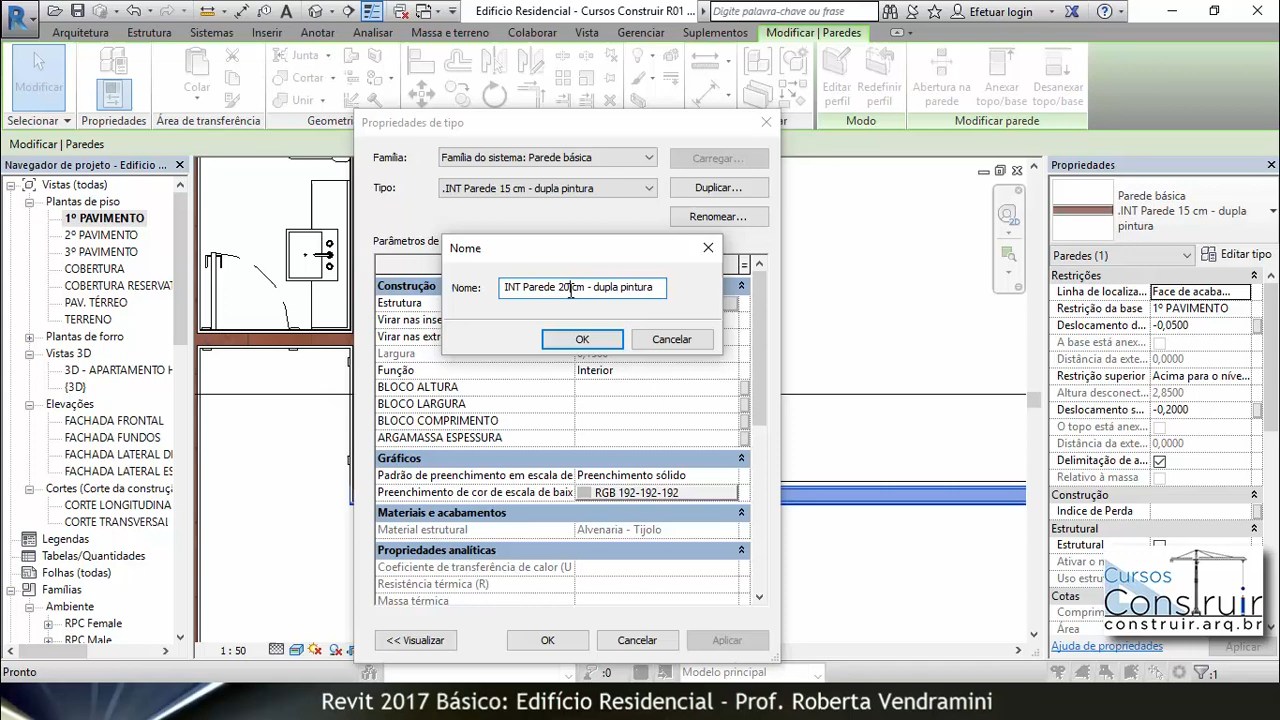 Edifício Residencial - Cursos Construir R01
Digite palavra-chave ou frase
Efetuar login
Arquitetura Estrutura Sistemas Inserir Anotar Analisar Massa e terreno Colaborar Vista Gerenciar Suplementos Modificar | Paredes
Modificar
Colar
Junta
Cortar
Unir
Editar perfil
Redefinir perfil
Abertura na parede
Anexar topo/base
Desanexar topo/base
Selecionar Propriedades Área de transferência Geometri Modo Modificar parede
Modificar | Paredes
Navegador de projeto - Edifício
Vistas (todas)
Plantas de piso
1º PAVIMENTO
2º PAVIMENTO
3º PAVIMENTO
COBERTURA
COBERTURA RESERVA
PAV. TÉRREO
TERRENO
Plantas de forro
Vistas 3D
3D - APARTAMENTO H
{3D}
Elevações
FACHADA FRONTAL
FACHADA FUNDOS
FACHADA LATERAL DI
FACHADA LATERAL ES
Cortes (Corte da construçã
CORTE LONGITUDINA
CORTE TRANSVERSAL
Legendas
Tabelas/Quantidades
Folhas (todas)
Famílias
Ambiente
RPC Female
RPC Male
Propriedades de tipo
Família: Família do sistema: Parede básica Carregar...
Tipo: .INT Parede 15 cm - dupla pintura Duplicar...
Renomear...
Parâmetros de
=
Nome
Nome: INT Parede 20 cm - dupla pintura
OK Cancelar
Construção
Estrutura
Virar nas inse
Virar nas ext
Largura
Função Interior
BLOCO ALTURA
BLOCO LARGURA
BLOCO COMPRIMENTO
ARGAMASSA ESPESSURA
Gráficos
Padrão de preenchimento em escala de Preenchimento sólido
Preenchimento de cor de escala de baix RGB 192-192-192
Materiais e acabamentos
Material estrutural Alvenaria - Tijolo
Propriedades analíticas
Coeficiente de transferência de calor (U
Resistência térmica (R)
Massa térmica
<< Visualizar OK Cancelar Aplicar
2D
Propriedades
Parede básica
.INT Parede 15 cm - dupla
pintura
Paredes (1) Editar tipo
Restrições
Linha de localiza... Face de acaba...
Restrição da base 1º PAVIMENTO
Deslocamento d... -0,0500
A base está anex...
Distância da exte... 0,0000
Restrição superior Acima para o níve...
Altura desconect... 2,8500
Deslocamento s... -0,2000
O topo está anex...
Distância da exte... 0,0000
Delimitação de a...
Relativo à massa
Construção
Indice de Perda
Estrutural
Estrutural
Ativar o
Uso estru
Cotas
Comprim
Área
Ajuda de propriedades Aplicar
Cursos
Construir
construir.arq.br
1 : 50
Pronto
:0
Modelo principal
:1
Revit 2017 Básico: Edifício Residencial - Prof. Roberta Vendramini